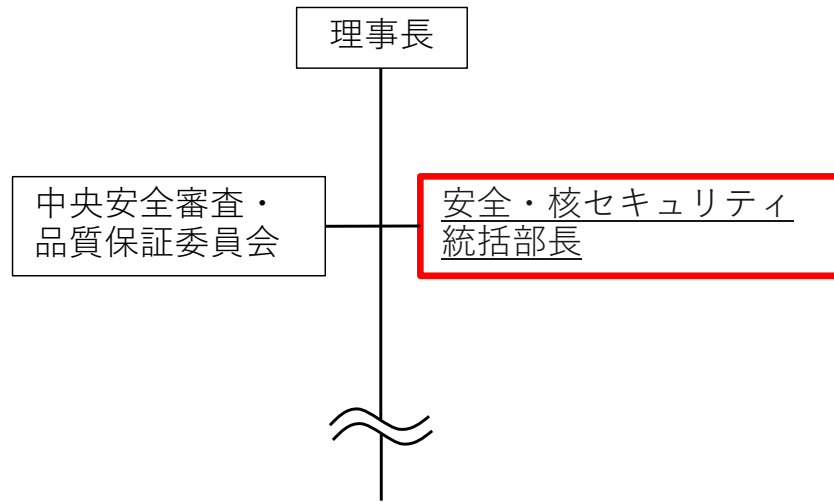 理事長
中央安全審査・
品質保証委員会
安全・核セキュリティ
統括部長